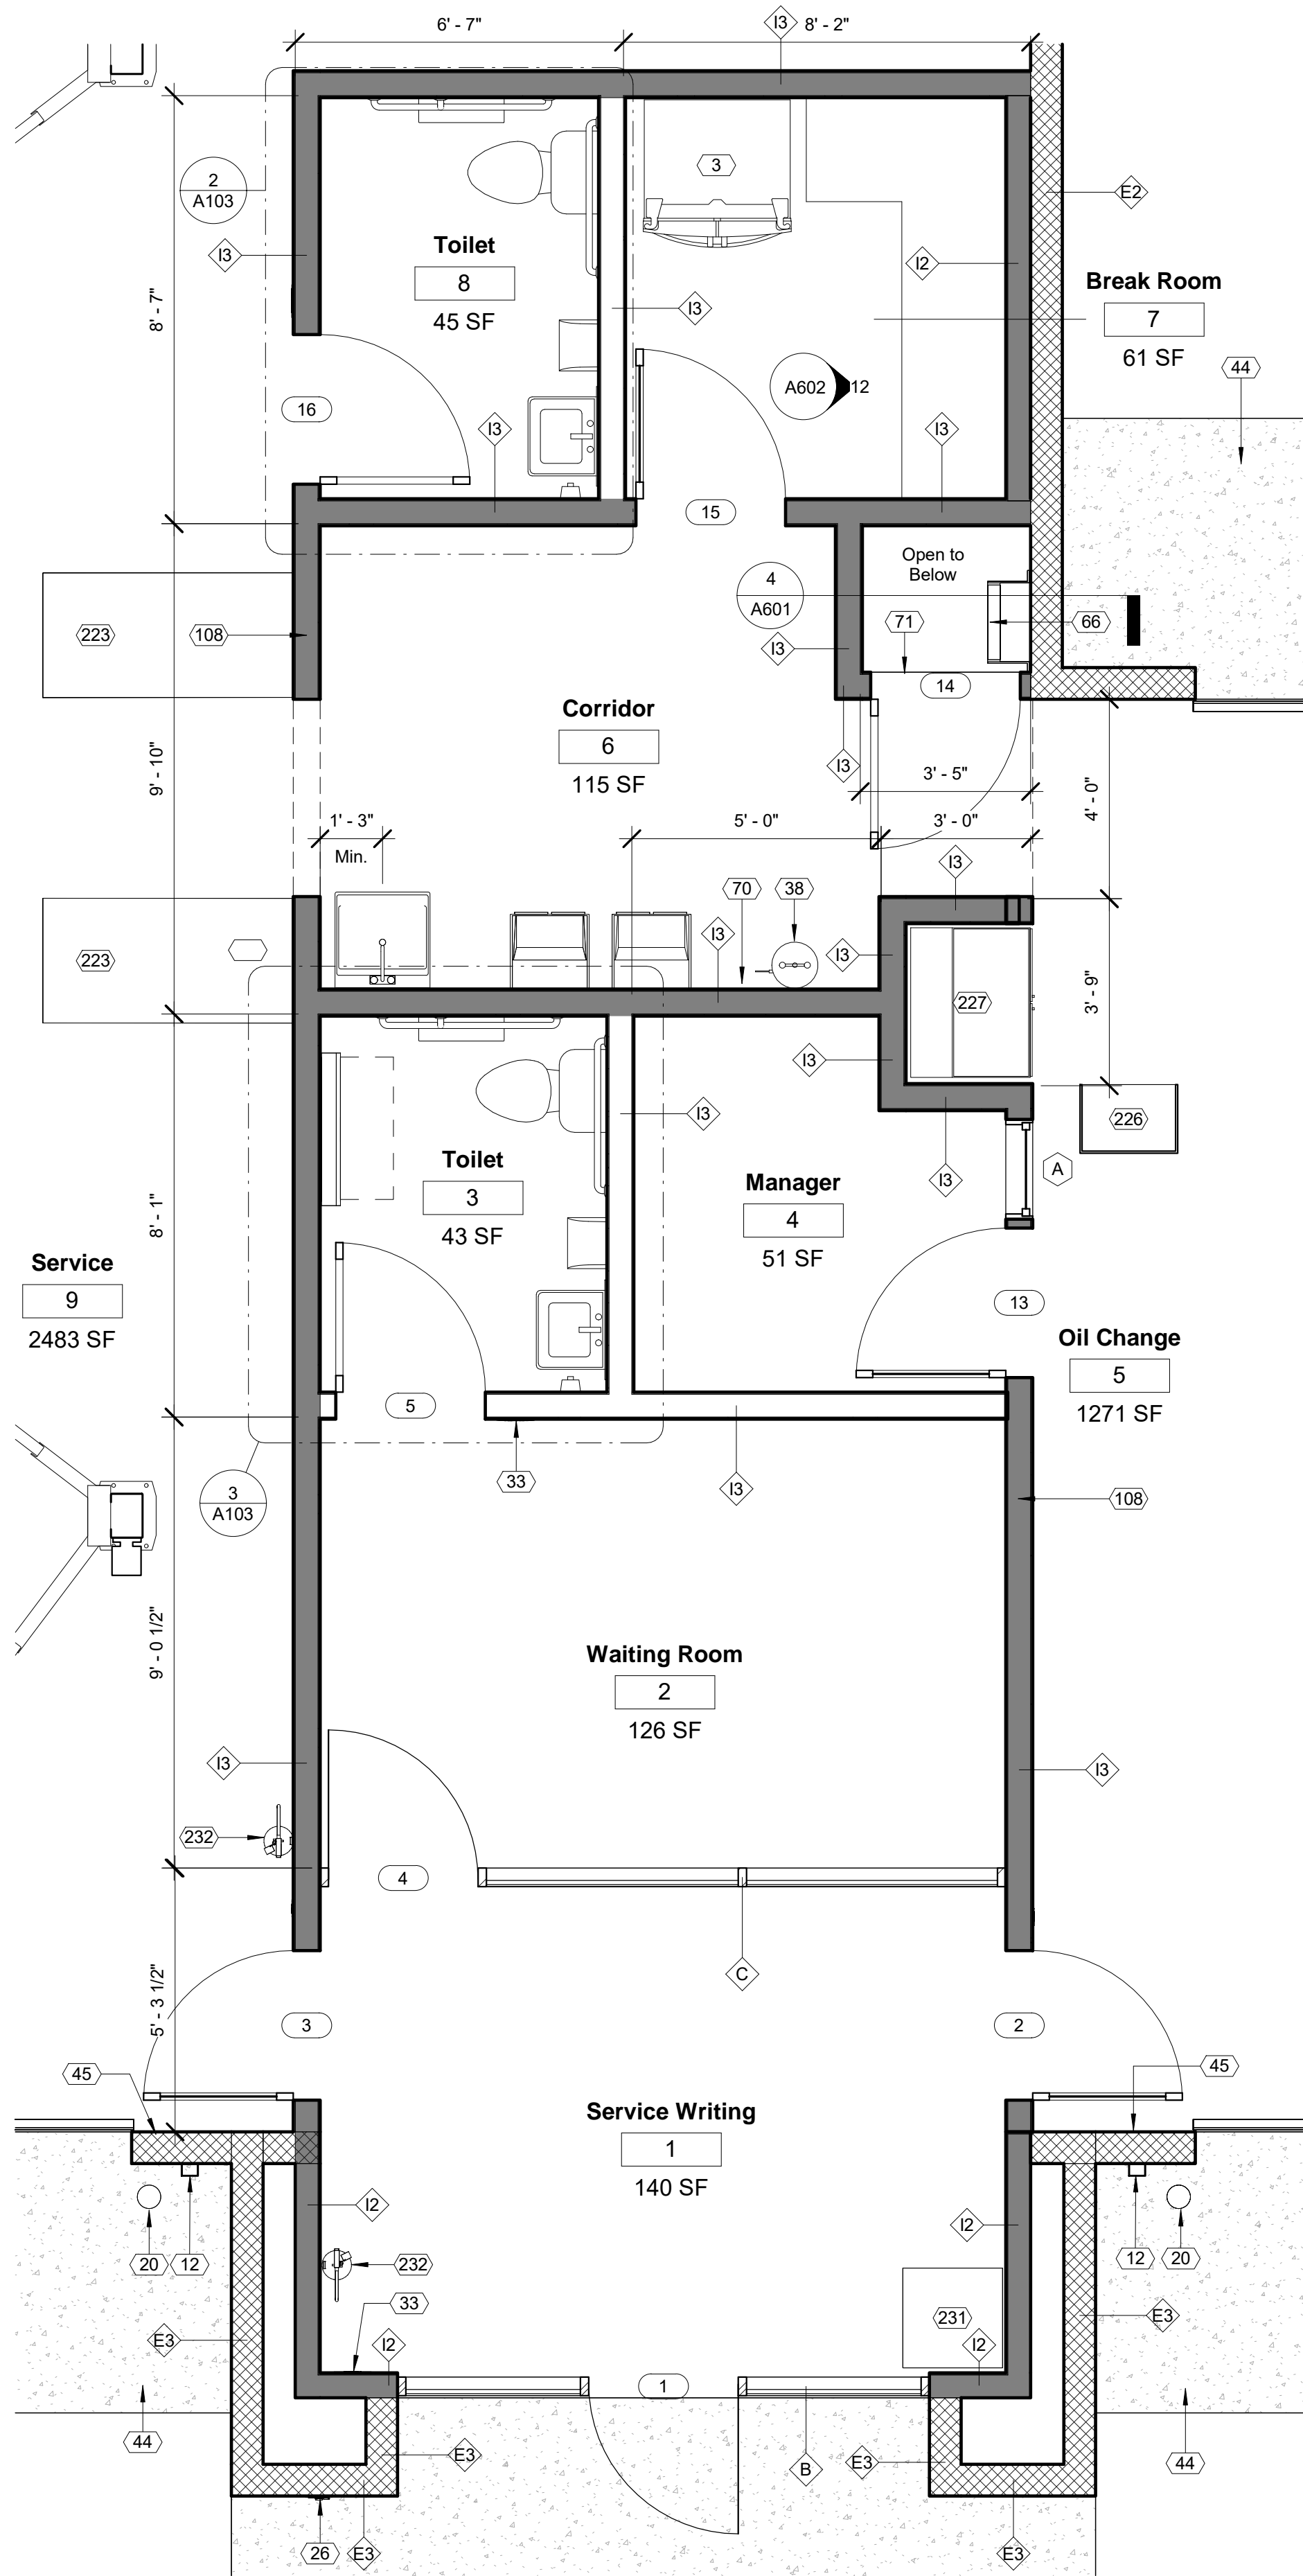 6' - 7"
I3
8' - 2"
2
A103
3
E2
Toilet
8
45 SF
I3
I2
Break Room
7
61 SF
I3
8' - 7"
44
A602
12
16
I3
I3
15
Open to
Below
4
A601
223
108
71
66
I3
14
Corridor
6
115 SF
I3
3' - 5"
9' - 10"
4' - 0"
1' - 3"
Min.
5' - 0"
3' - 0"
I3
70
38
223
I3
I3
227
3' - 9"
I3
I3
226
Toilet
3
43 SF
Manager
4
51 SF
I3
A
8' - 1"
Service
9
2483 SF
13
Oil Change
5
1271 SF
5
33
I3
3
A103
108
9' - 0 1/2"
Waiting Room
2
126 SF
I3
I3
232
4
C
5' - 3 1/2"
3
2
45
45
Service Writing
1
140 SF
I2
I2
20
12
232
12
20
33
231
E3
I2
I2
E3
1
44
E3
B
E3
44
26
E3
E3